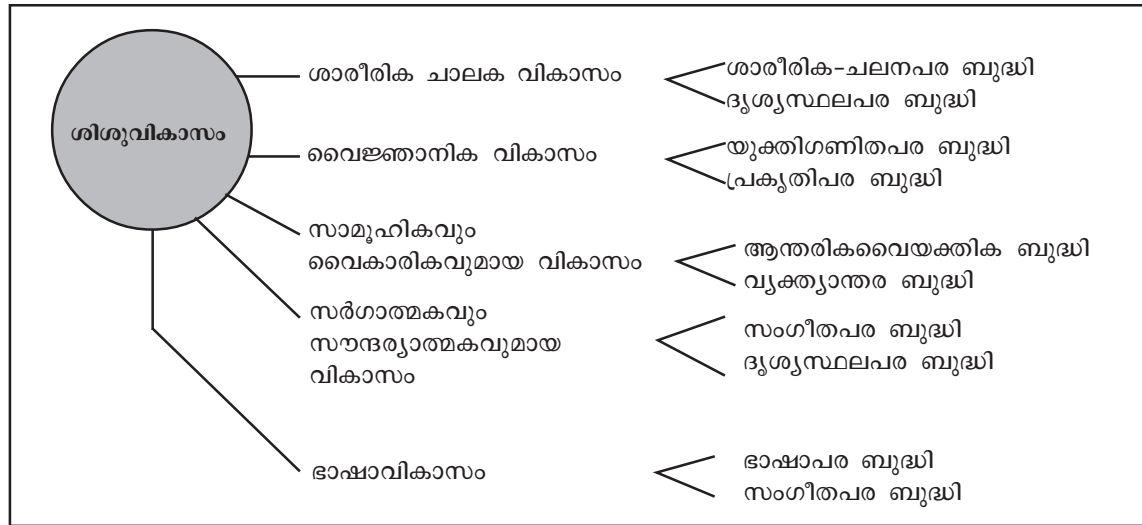 ശിശുവികാസം
ശാരീരിക ചാലക വികാസം
ശാരീരിക-ചലനപര ബുദ്ധി
ദൃശ്യസ്ഥലപര ബുദ്ധി
വൈജ്ഞാനിക വികാസം
യുക്തിഗണിതപര ബുദ്ധി
പ്രകൃതിപര ബുദ്ധി
സാമൂഹികവും
വൈകാരികവുമായ വികാസം
ആന്തരികവൈയക്തിക ബുദ്ധി
വ്യക്ത്യാന്തര ബുദ്ധി
സർഗാത്മകവും
സൗന്ദര്യാത്മകവുമായ
വികാസം
സംഗീതപര ബുദ്ധി
ദൃശ്യസ്ഥലപര ബുദ്ധി
ഭാഷാവികാസം
ഭാഷാപര ബുദ്ധി
സംഗീതപര ബുദ്ധി